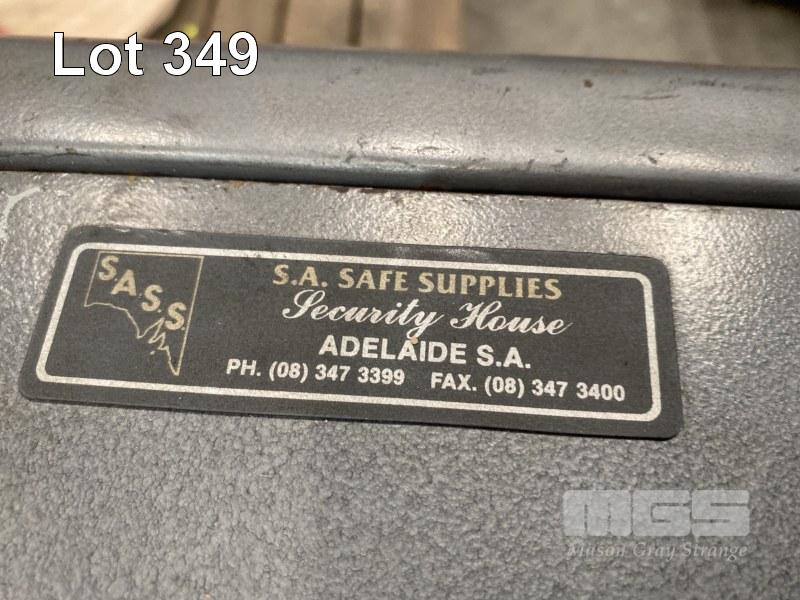 Lot 349
S.A.S.S.
S.A. SAFE SUPPLIES
Security House
ADELAIDE S.A.
PH. (08) 347 3399 FAX. (08) 347 3400
MGS
Mason Gray Strange